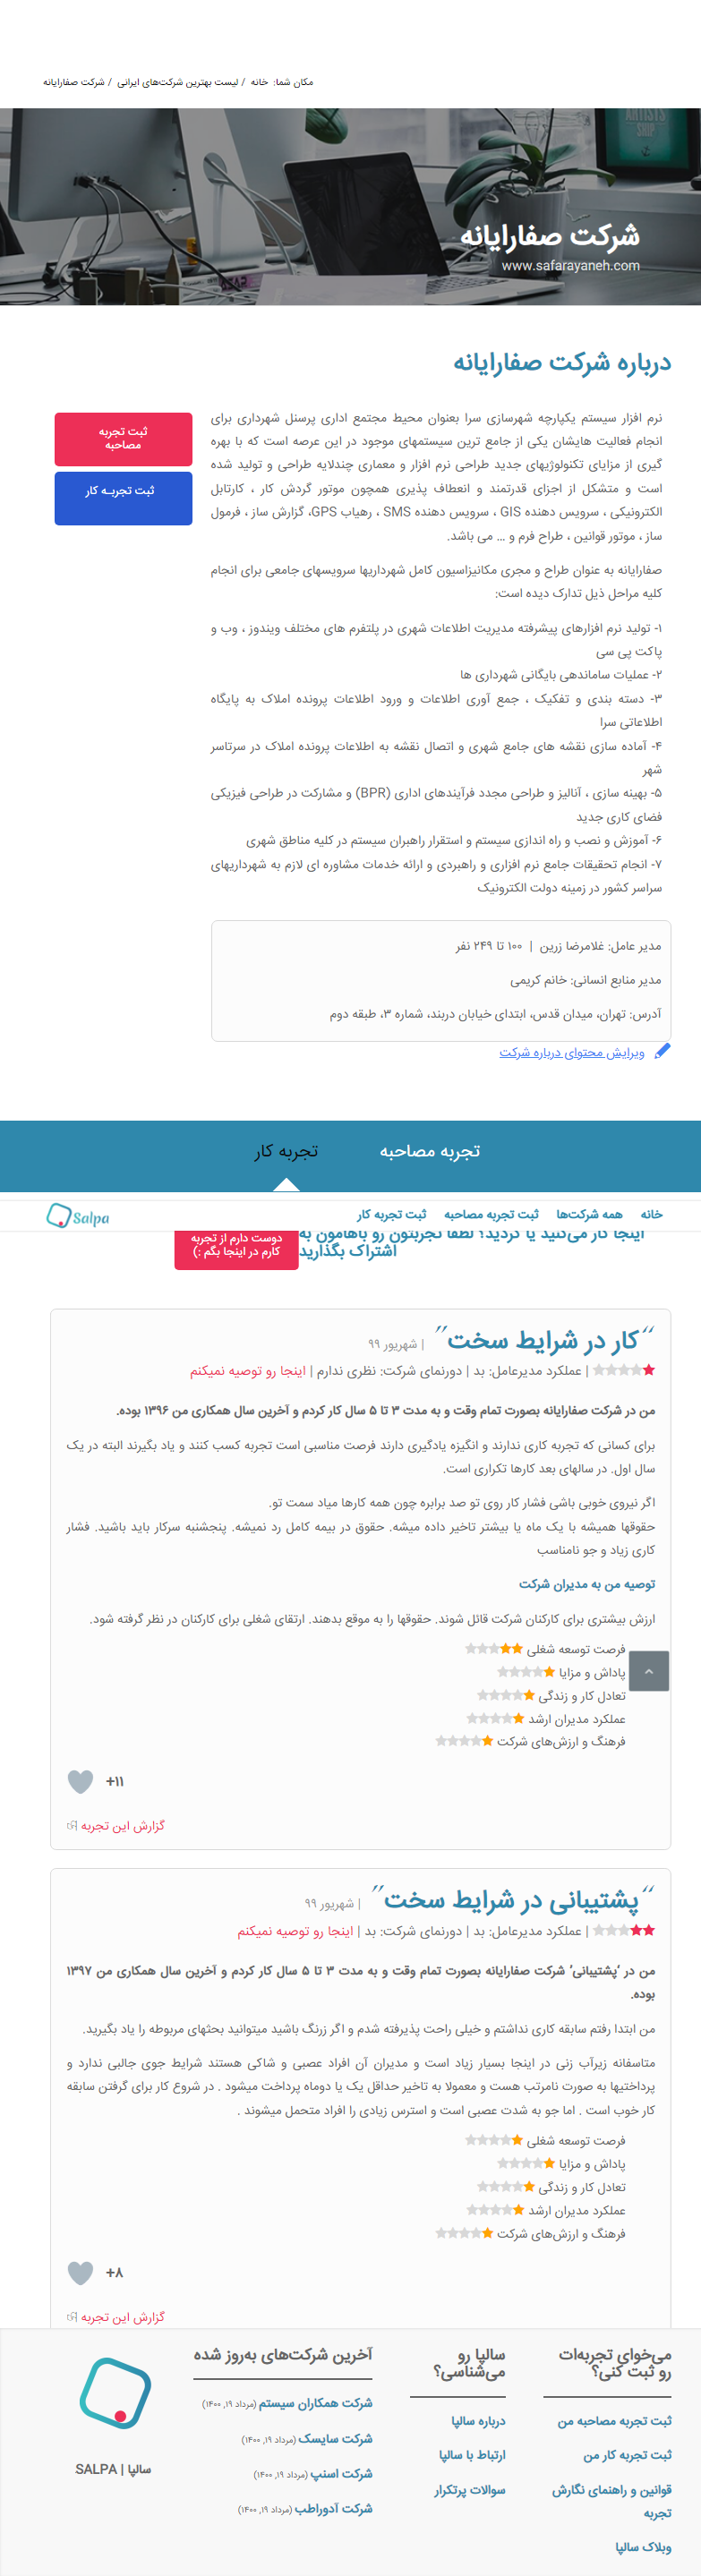 مکان شما: خانه / لیست بهترین شرکت‌های ایرانی / شرکت صفارایانه
ARTISTS
SHIP
شرکت صفارایانه
www.safarayaneh.com
درباره شرکت صفارایانه
ثبت تجربه
مصاحبه
ثبت تجربـه کار
نرم افزار سیستم یکپارچه شهرسازی سرا بعنوان محیط مجتمع اداری پرسنل شهرداری برای
انجام فعالیت هایشان یکی از جامع ترین سیستمهای موجود در این عرصه است که با بهره
گیری از مزایای تکنولوژیهای جدید طراحی نرم افزار و معماری چندلایه طراحی و تولید شده
است و متشکل از اجزای قدرتمند و انعطاف پذیری همچون موتور گردش کار ، کارتابل
الکترونیکی ، سرویس دهنده GIS ، سرویس دهنده SMS ، رهیاب GPS، گزارش ساز ، فرمول
ساز ، موتور قوانین ، طراح فرم و … می باشد.
صفارایانه به عنوان طراح و مجری مکانیزاسیون کامل شهرداریها سرویسهای جامعی برای انجام
کلیه مراحل ذیل تدارک دیده است:
۱- تولید نرم افزارهای پیشرفته مدیریت اطلاعات شهری در پلتفرم های مختلف ویندوز ، وب و
پاکت پی سی
۲- عملیات ساماندهی بایگانی شهرداری ها
۳- دسته بندی و تفکیک ، جمع آوری اطلاعات و ورود اطلاعات پرونده املاک به پایگاه
اطلاعاتی سرا
۴- آماده سازی نقشه های جامع شهری و اتصال نقشه به اطلاعات پرونده املاک در سرتاسر
شهر
۵- بهینه سازی ، آنالیز و طراحی مجدد فرآیندهای اداری (BPR) و مشارکت در طراحی فیزیکی
فضای کاری جدید
۶- آموزش و نصب و راه اندازی سیستم و استقرار راهبران سیستم در کلیه مناطق شهری
۷- انجام تحقیقات جامع نرم افزاری و راهبردی و ارائه خدمات مشاوره ای لازم به شهرداریهای
سراسر کشور در زمینه دولت الکترونیک
مدیر عامل: غلامرضا زرین | ۱۰۰ تا ۲۴۹ نفر
مدیر منابع انسانی: خانم کریمی
آدرس: تهران، میدان قدس، ابتدای خیابان دربند، شماره ۳، طبقه دوم
ویرایش محتوای درباره شرکت
تجربه مصاحبه
تجربه کار
خانه
همه شرکت‌ها
ثبت تجربه مصاحبه
ثبت تجربه کار
Salpa
اینجا کار می‌کنید یا کردید؟ لطفا تجربتون رو باهامون به
اشتراک بگذارید
دوست دارم از تجربه
کارم در اینجا بگم :)
״کار در شرایط سخت״ | شهریور ۹۹
| عملکرد مدیرعامل: بد | دورنمای شرکت: نظری ندارم | اینجا رو توصیه نمیکنم
من در شرکت صفارایانه بصورت تمام وقت و به مدت ۳ تا ۵ سال کار کردم و آخرین سال همکاری من ۱۳۹۶ بوده.
برای کسانی که تجربه کاری ندارند و انگیزه یادگیری دارند فرصت مناسبی است تجربه کسب کنند و یاد بگیرند البته در یک
سال اول. در سالهای بعد کارها تکراری است.
اگر نیروی خوبی باشی فشار کار روی تو صد برابره چون همه کارها میاد سمت تو.
حقوقها همیشه با یک ماه یا بیشتر تاخیر داده میشه. حقوق در بیمه کامل رد نمیشه. پنجشنبه سرکار باید باشید. فشار
کاری زیاد و جو نامناسب
توصیه من به مدیران شرکت
ارزش بیشتری برای کارکنان شرکت قائل شوند. حقوقها را به موقع بدهند. ارتقای شغلی برای کارکنان در نظر گرفته شود.
فرصت توسعه شغلی
پاداش و مزایا
تعادل کار و زندگی
عملکرد مدیران ارشد
فرهنگ و ارزش‌های شرکت
+۱۱
گزارش این تجربه
״پشتیبانی در شرایط سخت״ | شهریور ۹۹
| عملکرد مدیرعامل: بد | دورنمای شرکت: بد | اینجا رو توصیه نمیکنم
من در ‘پشتیبانی’ شرکت صفارایانه بصورت تمام وقت و به مدت ۳ تا ۵ سال کار کردم و آخرین سال همکاری من ۱۳۹۷
بوده.
من ابتدا رفتم سابقه کاری نداشتم و خیلی راحت پذیرفته شدم و اگر زرنگ باشید میتوانید بحثهای مربوطه را یاد بگیرید.
متاسفانه زیرآب زنی در اینجا بسیار زیاد است و مدیران آن افراد عصبی و شاکی هستند شرایط جوی جالبی ندارد و
پرداختیها به صورت نامرتب هست و معمولا به تاخیر حداقل یک یا دوماه پرداخت میشود . در شروع کار برای گرفتن سابقه
کار خوب است . اما جو به شدت عصبی است و استرس زیادی را افراد متحمل میشوند .
فرصت توسعه شغلی
پاداش و مزایا
تعادل کار و زندگی
عملکرد مدیران ارشد
فرهنگ و ارزش‌های شرکت
+۸
گزارش این تجربه
می‌خوای تجربه‌ات
رو ثبت کنی؟
ثبت تجربه مصاحبه من
ثبت تجربه کار من
قوانین و راهنمای نگارش
تجربه
وبلاک سالپا
سالپا رو
می‌شناسی؟
درباره سالپا
ارتباط با سالپا
سوالات پرتکرار
آخرین شرکت‌های به‌روز شده
شرکت همکاران سیستم (مرداد ۱۹, ۱۴۰۰)
شرکت سایسک (مرداد ۱۹, ۱۴۰۰)
شرکت اسنپ (مرداد ۱۹, ۱۴۰۰)
شرکت آدوراطب (مرداد ۱۹, ۱۴۰۰)
سالپا | SALPA